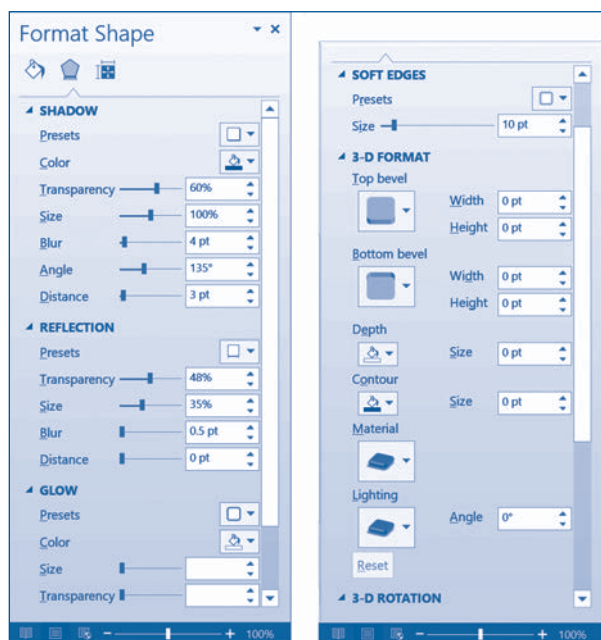 Format Shape
SHADOW
Presets
Color
Transparency 60%
Size 100%
Blur 4 pt
Angle 135°
Distance 3 pt
REFLECTION
Presets
Transparency 48%
Size 35%
Blur 0.5 pt
Distance 0 pt
GLOW
Presets
Color
Size
Transparency
100%
SOFT EDGES
Presets
Size 10 pt
3-D FORMAT
Top bevel
Width 0 pt
Height 0 pt
Bottom bevel
Width 0 pt
Height 0 pt
Depth
Size 0 pt
Contour
Size 0 pt
Material
Lighting
Angle 0°
Reset
3-D ROTATION
100%